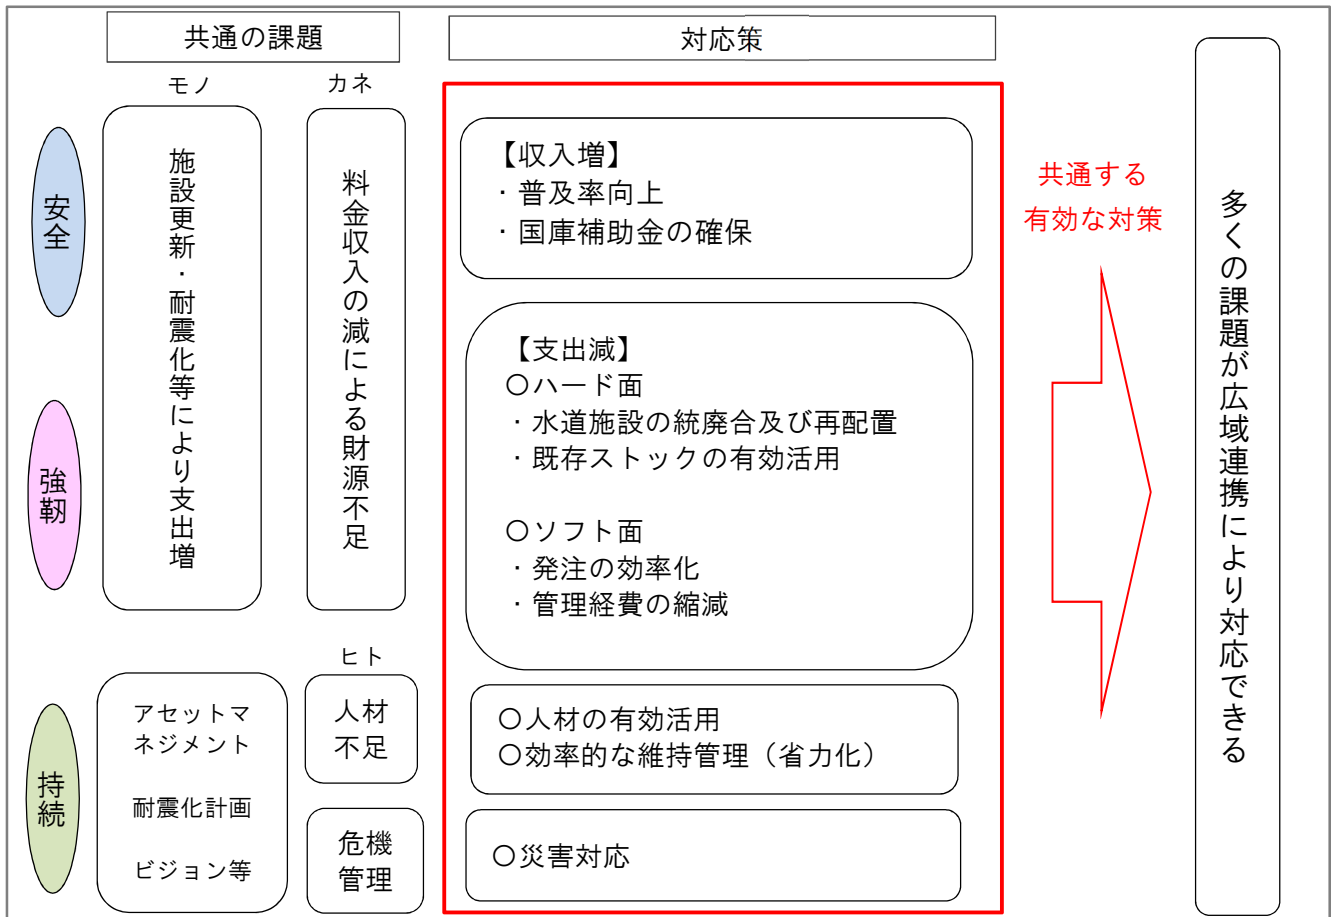 共通の課題
対応策
モノ
カネ
安全
強靭
持続
施設更新・耐震化等により支出増
料金収入の減による財源不足
【収入増】
・普及率向上
・国庫補助金の確保
【支出減】
〇ハード面
・水道施設の統廃合及び再配置
・既存ストックの有効活用
〇ソフト面
・発注の効率化
・管理経費の縮減
共通する
有効な対策
多くの課題が広域連携により対応できる
ヒト
アセットマ
ネジメント
耐震化計画
ビジョン等
人材
不足
〇人材の有効活用
〇効率的な維持管理（省力化）
危機
管理
〇災害対応